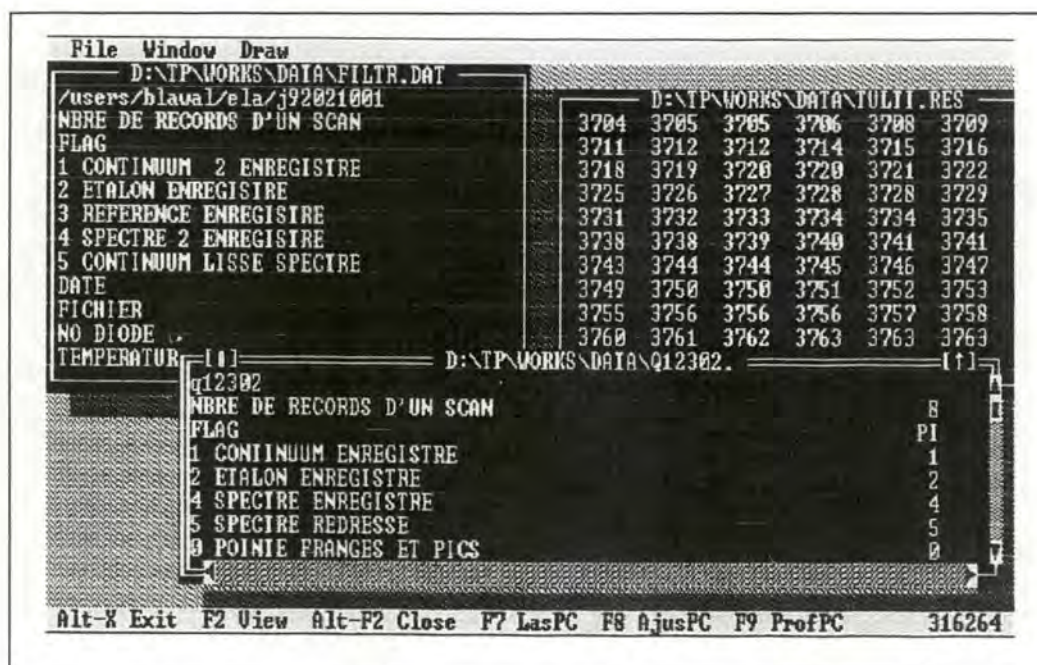 File Window Draw
D:\TP\WORKS\DATA\FILTR.DAT
/users/blawal/ela/j92021001
NBRE DE RECORDS D'UN SCAN
FLAG
1 CONTINUUM 2 ENREGISTRE
2 ETALON ENREGISTRE
3 REFERENCE ENREGISTRE
4 SPECTRE 2 ENREGISTRE
5 CONTINUUM LISSE SPECTRE
DATE
FICHIER
NO DIODE
TEMPERATUR
D:\TP\WORKS\DATA\TULTI.RES
3704 3705 3705 3706 3708 3709
3711 3712 3712 3714 3715 3716
3718 3719 3720 3720 3721 3722
3725 3726 3727 3728 3728 3729
3731 3732 3733 3734 3734 3735
3738 3738 3739 3740 3741 3741
3743 3744 3744 3745 3746 3747
3749 3750 3750 3751 3752 3753
3755 3756 3756 3756 3757 3758
3760 3761 3762 3763 3763 3763
D:\TP\WORKS\DATA\Q12302.
q12302
NBRE DE RECORDS D'UN SCAN 8
FLAG PI
1 CONTINUUM ENREGISTRE 1
2 ETALON ENREGISTRE 2
4 SPECTRE ENREGISTRE 4
5 SPECTRE REDRESSE 5
0 POINTE FRANGES ET PICS 0
Alt-X Exit F2 View Alt-F2 Close F7 LasPC F8 AjusPC F9 ProfPC 316264